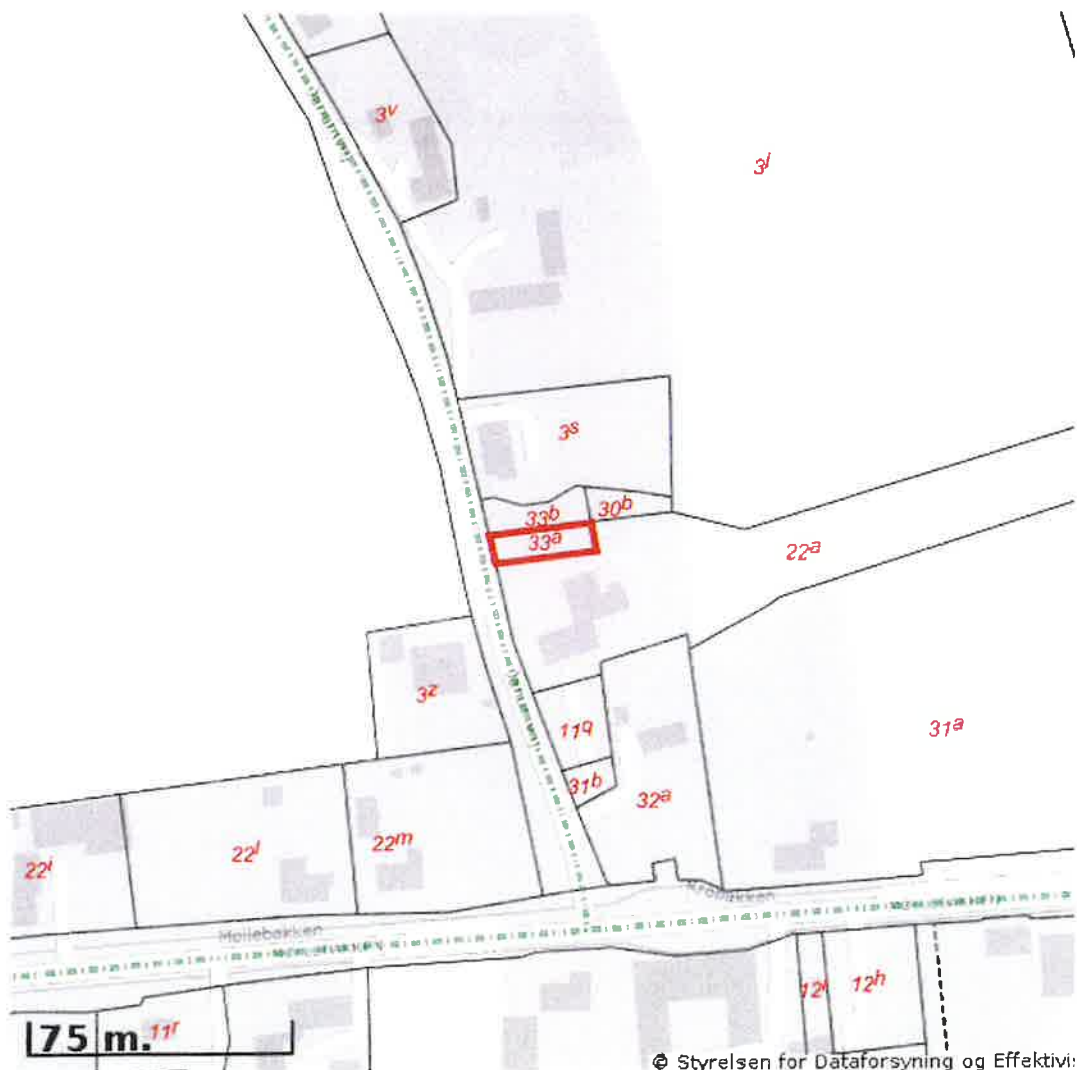 3v
3l
3s
33b
30b
33a
22a
3z
11q
31a
31b
32a
22i
22l
22m
Krobakken
Møllebakken
12i
12h
11r
75 m.
© Styrelsen for Dataforsyning og Effektivi